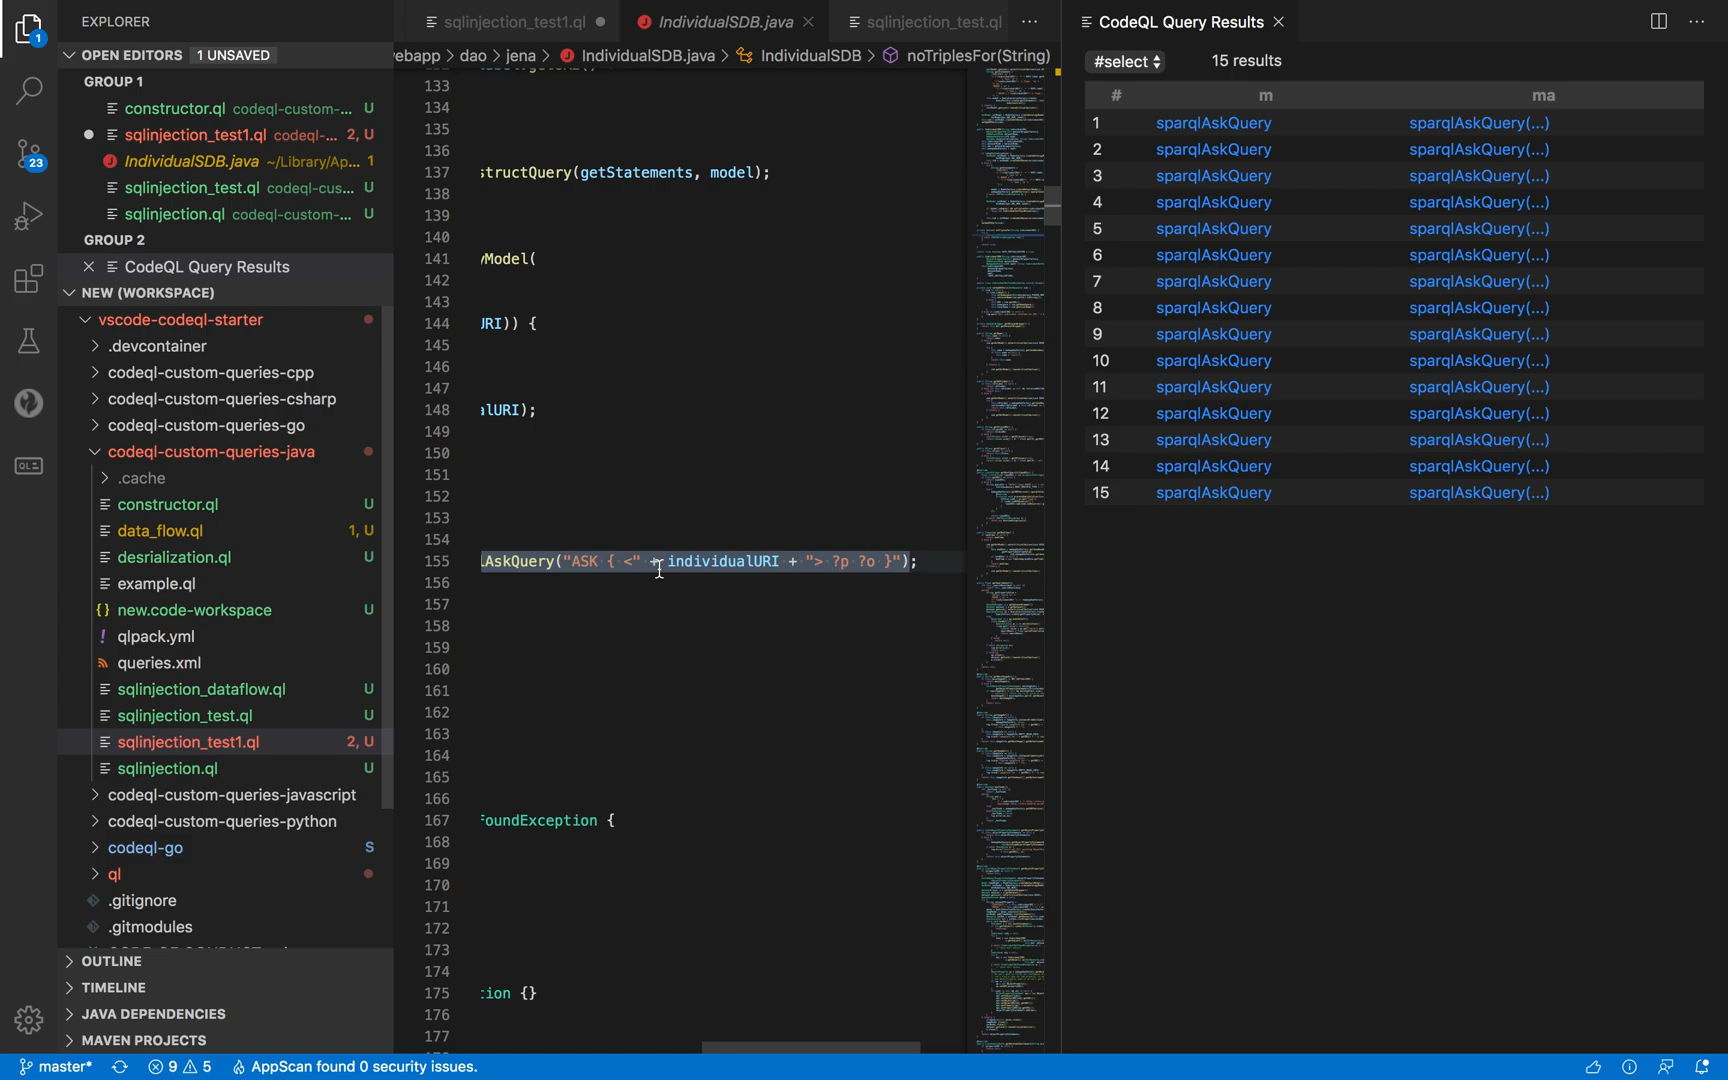 EXPLORER
OPEN EDITORS 1 UNSAVED
GROUP 1
constructor.ql codeql-custom-... U
sqlinjection_test1.ql codeql-... 2, U
IndividualSDB.java ~/Library/Ap... 1
sqlinjection_test.ql codeql-cus... U
sqlinjection.ql codeql-custom-... U
GROUP 2
CodeQL Query Results
NEW (WORKSPACE)
vscode-codeql-starter
.devcontainer
codeql-custom-queries-cpp
codeql-custom-queries-csharp
codeql-custom-queries-go
codeql-custom-queries-java
.cache
constructor.ql U
data_flow.ql 1, U
desrialization.ql U
example.ql
{} new.code-workspace U
! qlpack.yml
queries.xml
sqlinjection_dataflow.ql U
sqlinjection_test.ql U
sqlinjection_test1.ql 2, U
sqlinjection.ql U
codeql-custom-queries-javascript
codeql-custom-queries-python
codeql-go S
ql
.gitignore
.gitmodules
OUTLINE
TIMELINE
JAVA DEPENDENCIES
MAVEN PROJECTS
1
23
QL
sqlinjection_test1.ql
IndividualSDB.java
sqlinjection_test.ql
...
ebapp > dao > jena > IndividualSDB.java > IndividualSDB > noTriplesFor(String)
133
134
135
136
137 structQuery(getStatements, model);
138
139
140
141 yModel(
142
143
144 URI)) {
145
146
147
148 alURI);
149
150
151
152
153
154
155 lAskQuery("ASK { <" + individualURI + "> ?p ?o }");
156
157
158
159
160
161
162
163
164
165
166
167 FoundException {
168
169
170
171
172
173
174
175 tion {}
176
177
CodeQL Query Results
...
#select 15 results
# m ma
1 sparqlAskQuery sparqlAskQuery(...)
2 sparqlAskQuery sparqlAskQuery(...)
3 sparqlAskQuery sparqlAskQuery(...)
4 sparqlAskQuery sparqlAskQuery(...)
5 sparqlAskQuery sparqlAskQuery(...)
6 sparqlAskQuery sparqlAskQuery(...)
7 sparqlAskQuery sparqlAskQuery(...)
8 sparqlAskQuery sparqlAskQuery(...)
9 sparqlAskQuery sparqlAskQuery(...)
10 sparqlAskQuery sparqlAskQuery(...)
11 sparqlAskQuery sparqlAskQuery(...)
12 sparqlAskQuery sparqlAskQuery(...)
13 sparqlAskQuery sparqlAskQuery(...)
14 sparqlAskQuery sparqlAskQuery(...)
15 sparqlAskQuery sparqlAskQuery(...)
master* 9 5 AppScan found 0 security issues.